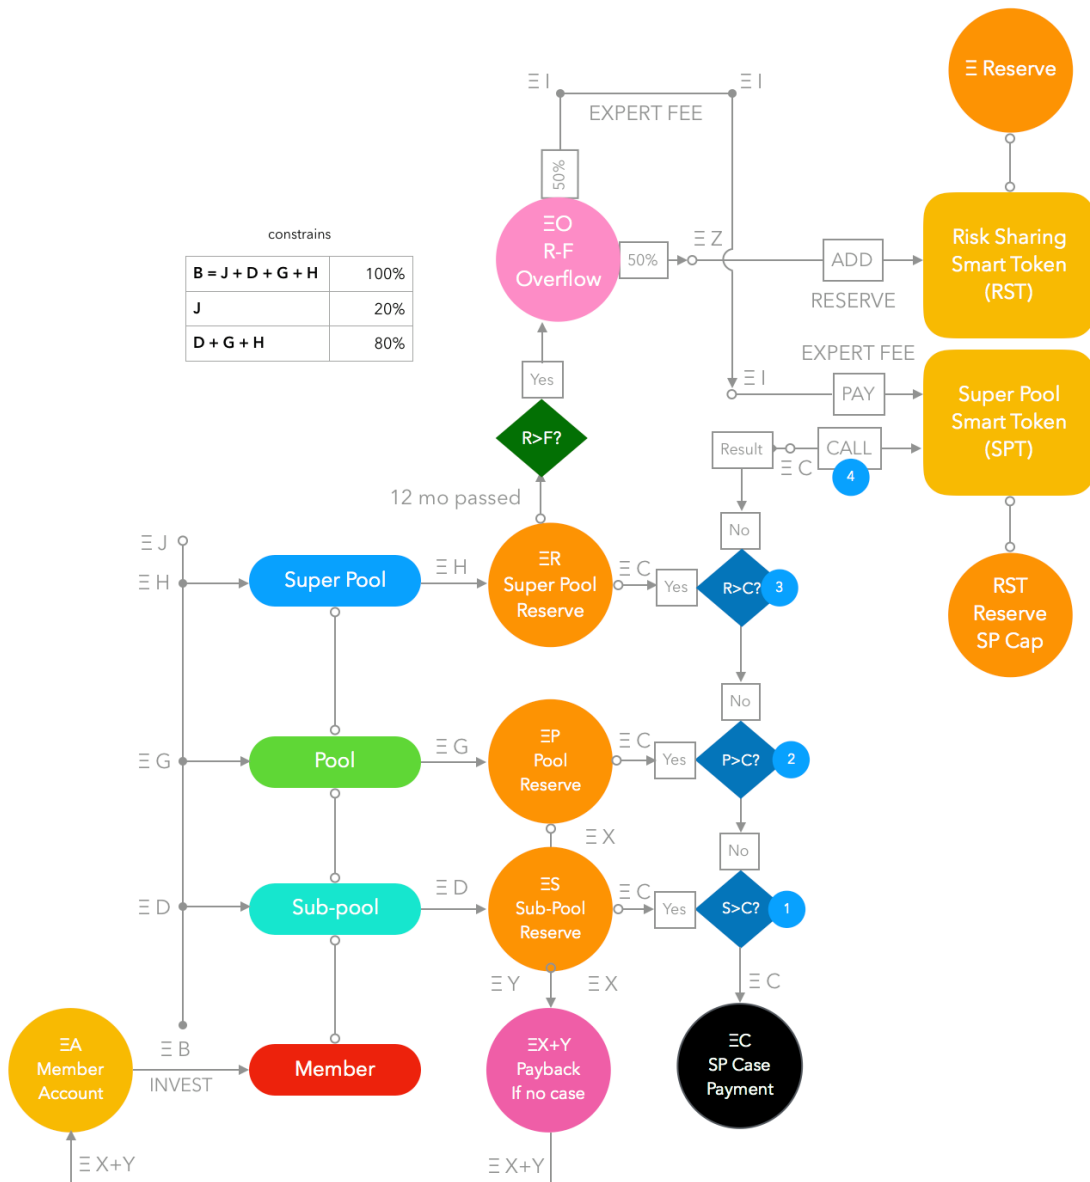 Ξ Reserve
Ξ I
Ξ I
EXPERT FEE
50%
ΞO
R-F
Overflow
50%
Ξ Z
ADD
RESERVE
Risk Sharing
Smart Token
(RST)
constrains
B = J + D + G + H 100%
J 20%
D + G + H 80%
Yes
R>F?
12 mo passed
EXPERT FEE
Ξ I
PAY
Super Pool
Smart Token
(SPT)
Result
Ξ C
CALL
4
No
Ξ J
Ξ H
Super Pool
Ξ H
ΞR
Super Pool
Reserve
Ξ C
Yes
R>C?
3
RST
Reserve
SP Cap
No
Ξ G
Pool
Ξ G
ΞP
Pool
Reserve
Ξ C
Yes
P>C?
2
Ξ X
No
Ξ D
Sub-pool
Ξ D
ΞS
Sub-Pool
Reserve
Ξ C
Yes
S>C?
1
Ξ Y
Ξ X
Ξ C
ΞA
Member
Account
Ξ B
INVEST
Member
ΞX+Y
Payback
If no case
ΞC
SP Case
Payment
Ξ X+Y
Ξ X+Y